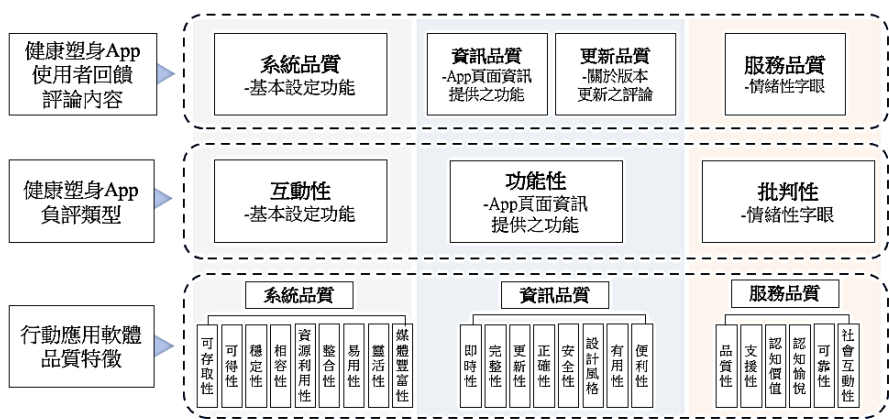 健康塑身App
使用者回饋
評論內容
系統品質
-基本設定功能
資訊品質
-App頁面資訊
提供之功能
更新品質
-關於版本
更新之評論
服務品質
-情緒性字眼
健康塑身App
負評類型
互動性
-基本設定功能
功能性
-App頁面資訊
提供之功能
批判性
-情緒性字眼
行動應用軟體
品質特徵
系統品質
可存取性
可得性
穩定性
相容性
資源利用性
整合性
易用性
靈活性
媒體豐富性
資訊品質
即時性
完整性
更新性
正確性
安全性
設計風格
有用性
便利性
服務品質
品質性
支援性
認知價值
認知愉悅
可靠性
社會互動性